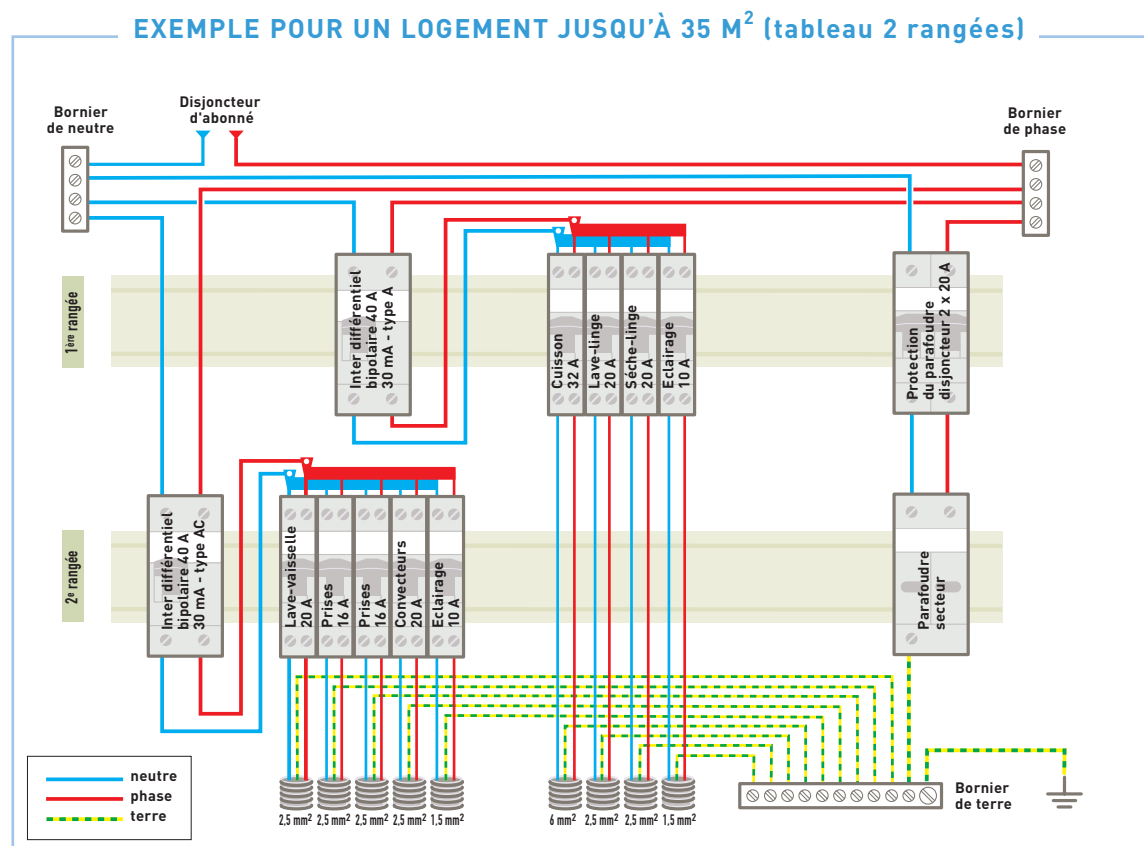 EXEMPLE POUR UN LOGEMENT JUSQU'À 35 M² (tableau 2 rangées)
Bornier
de neutre
Disjoncteur
d'abonné
Bornier
de phase
1ère rangée
Inter différentiel
bipolaire 40 A
30 mA - type A
Cuisson
32 A
Lave-linge
20 A
Séche-linge
20 A
Eclairage
10 A
Protection
du parafoudre
disjoncteur 2 x 20 A
2e rangée
Inter différentiel
bipolaire 40 A
30 mA - type AC
Lave-vaisselle
20 A
Prises
16 A
Prises
16 A
Convecteurs
20 A
Eclairage
10 A
Parafoudre
secteur
neutre
phase
terre
2,5 mm²
2,5 mm²
2,5 mm²
2,5 mm²
1,5 mm²
6 mm²
2,5 mm²
2,5 mm²
1,5 mm²
Bornier
de terre